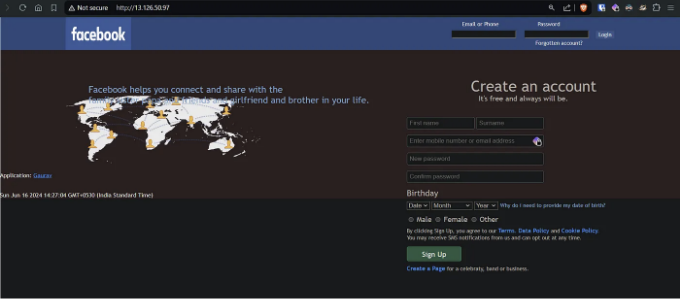 Not secure http://13.126.50.97
facebook
Email or Phone
Password
Login
Forgotten account?
Facebook helps you connect and share with the
friend and girlfriend and brother in your life.
Create an account
It's free and always will be.
First name
Surname
Enter mobile number or email address
New password
Confirm password
Application:
Sun Jun 16 2024 14:27:04 GMT+0530 (India Standard Time)
Birthday
Date Month Year Why do I need to provide my date of birth?
Male Female Other
By clicking Sign Up, you agree to our Terms, Data Policy and Cookie Policy.
You may receive SMS notifications from us and can opt out at any time.
Sign Up
Create a Page for a celebraty, band or business.